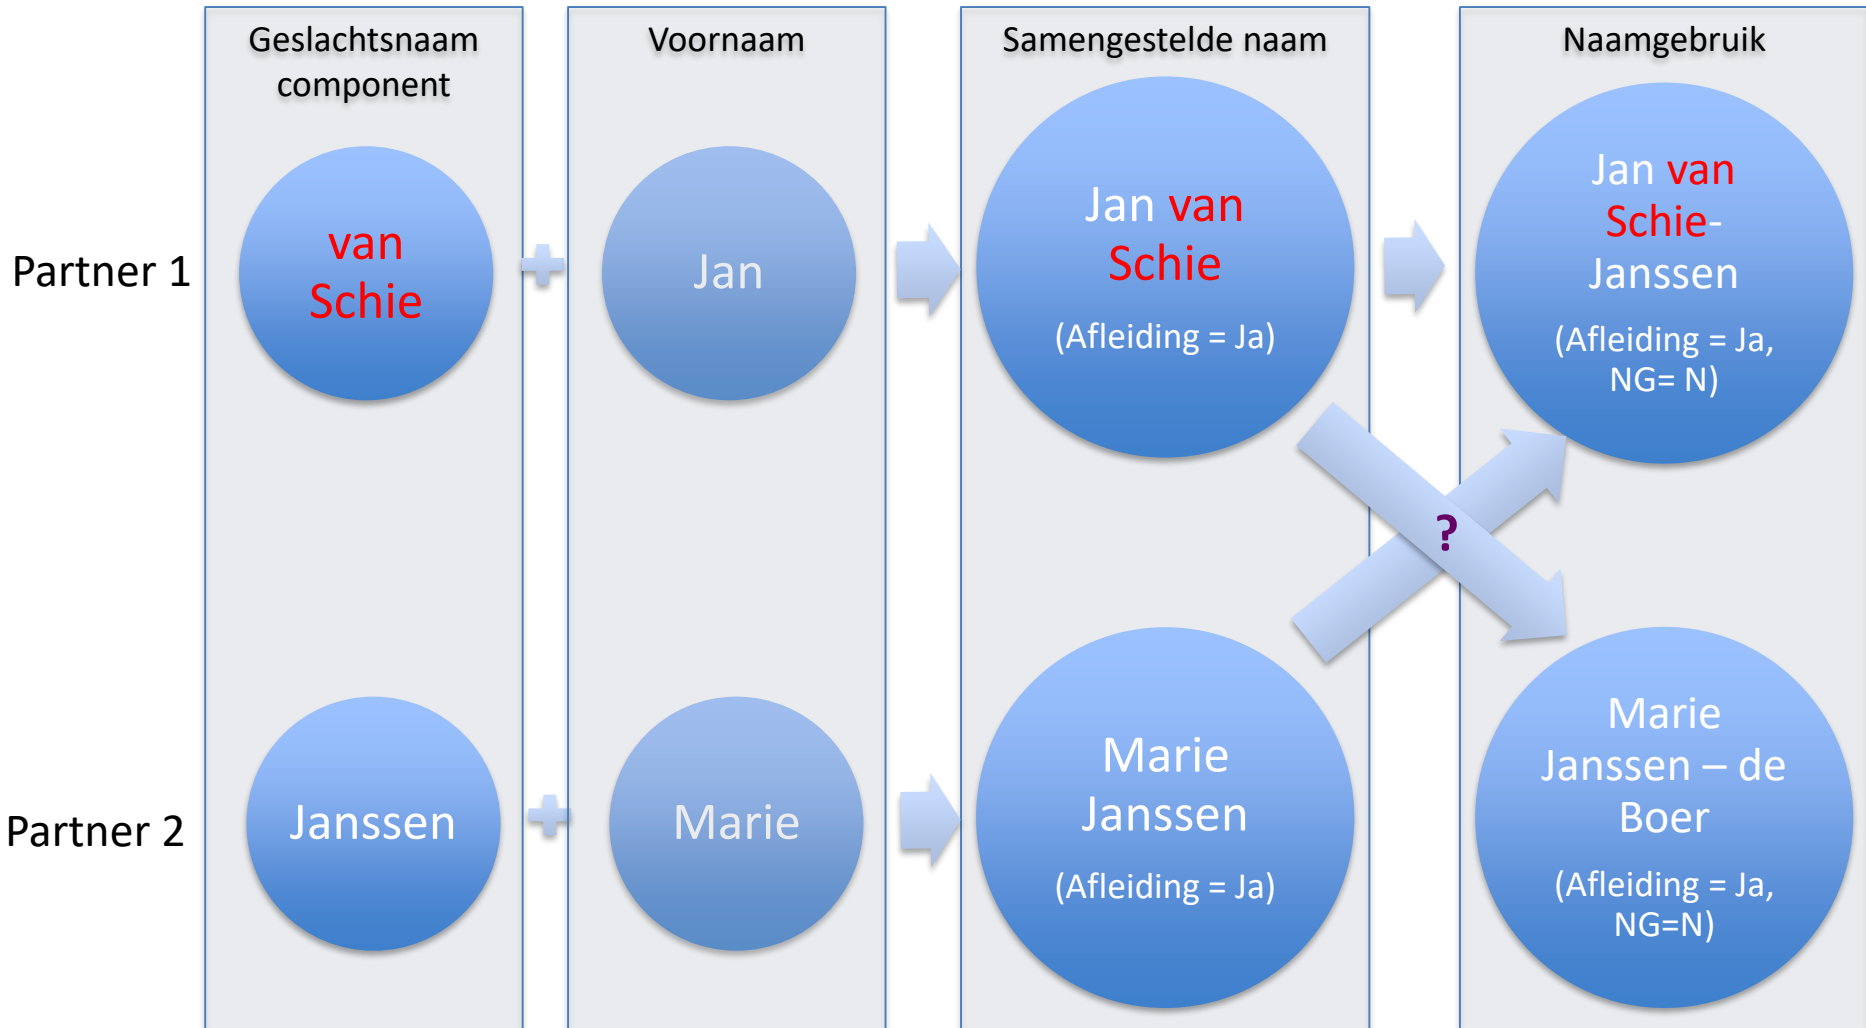 Geslachtsnaam
component
Voornaam
Samengestelde naam
Naamgebruik
Partner 1
van
Schie
Jan
Jan van
Schie
(Afleiding = Ja)
Jan van
Schie-
Janssen
(Afleiding = Ja,
NG= N)
?
Partner 2
Janssen
Marie
Marie
Janssen
(Afleiding = Ja)
Marie
Janssen – de
Boer
(Afleiding = Ja,
NG=N)